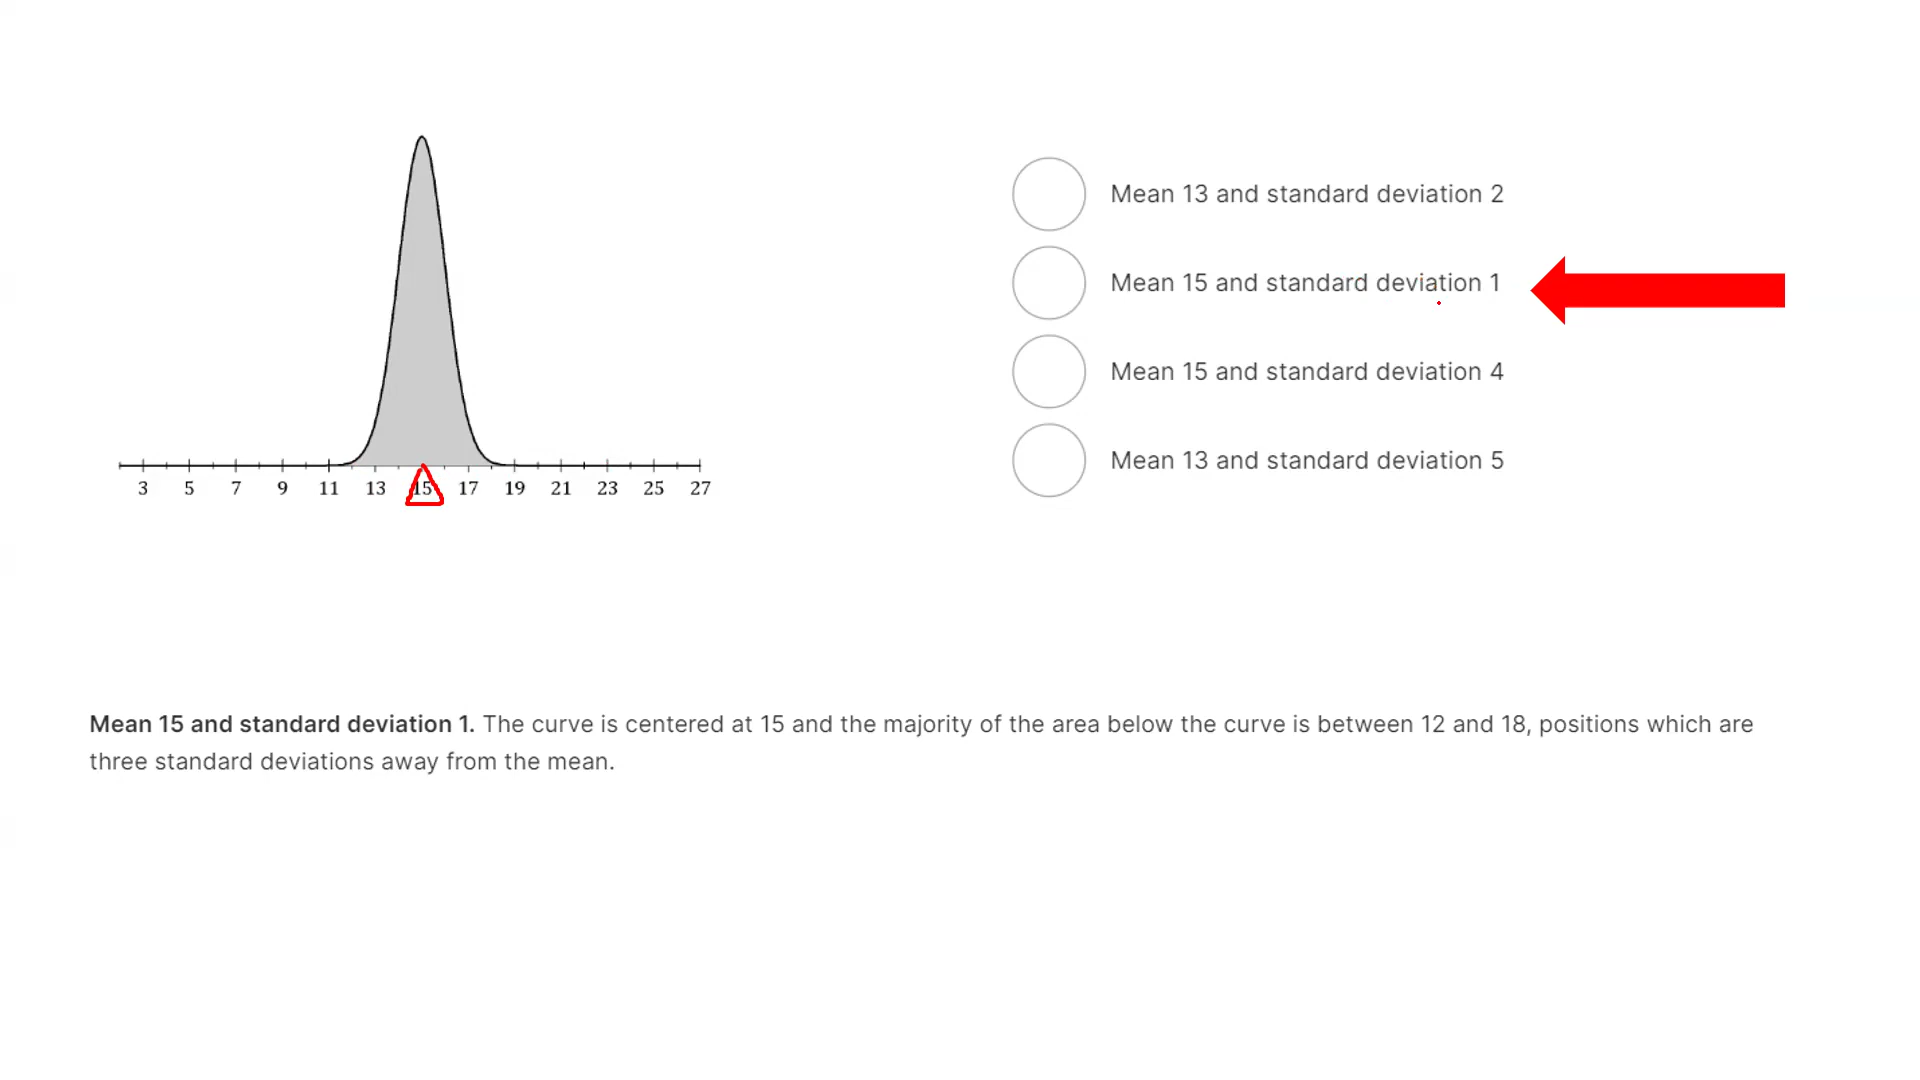 Mean 13 and standard deviation 2
Mean 15 and standard deviation 1
Mean 15 and standard deviation 4
Mean 13 and standard deviation 5
3 5 7 9 11 13 15 17 19 21 23 25 27
Mean 15 and standard deviation 1. The curve is centered at 15 and the majority of the area below the curve is between 12 and 18, positions which are
three standard deviations away from the mean.